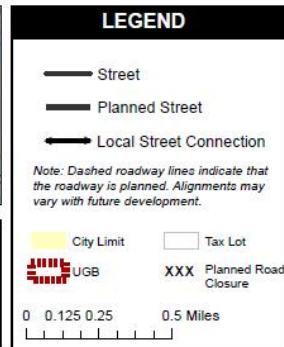 LEGEND
Street
Planned Street
Local Street Connection
Note: Dashed roadway lines indicate that
the roadway is planned. Alignments may
vary with future development.
City Limit
Tax Lot
UGB
XXX Planned Road
Closure
0 0.125 0.25 0.5 Miles